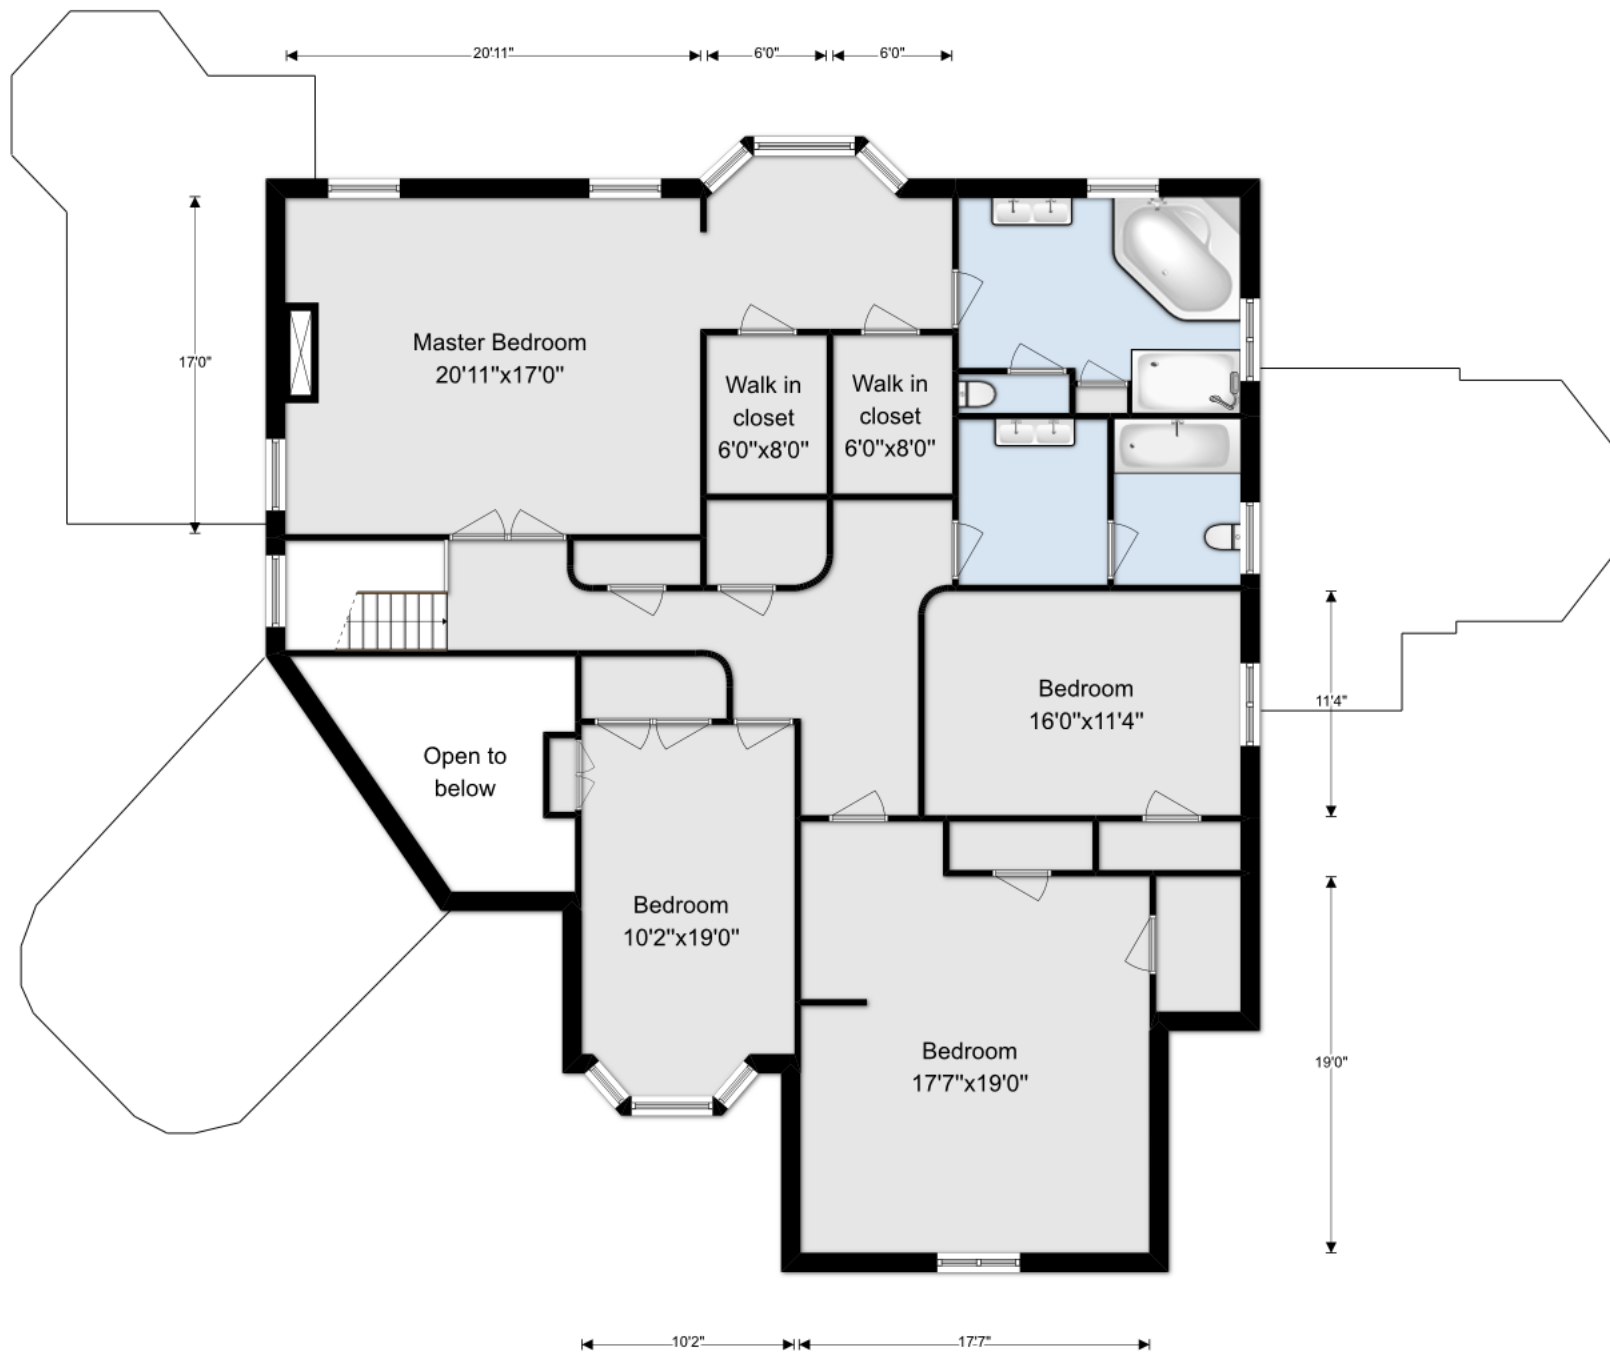 20'11"
6'0"
6'0"
17'0"
Master Bedroom
20'11"x17'0"
Walk in
closet
6'0"x8'0"
Walk in
closet
6'0"x8'0"
Bedroom
16'0"x11'4"
11'4"
Open to
below
Bedroom
10'2"x19'0"
Bedroom
17'7"x19'0"
19'0"
10'2"
17'7"